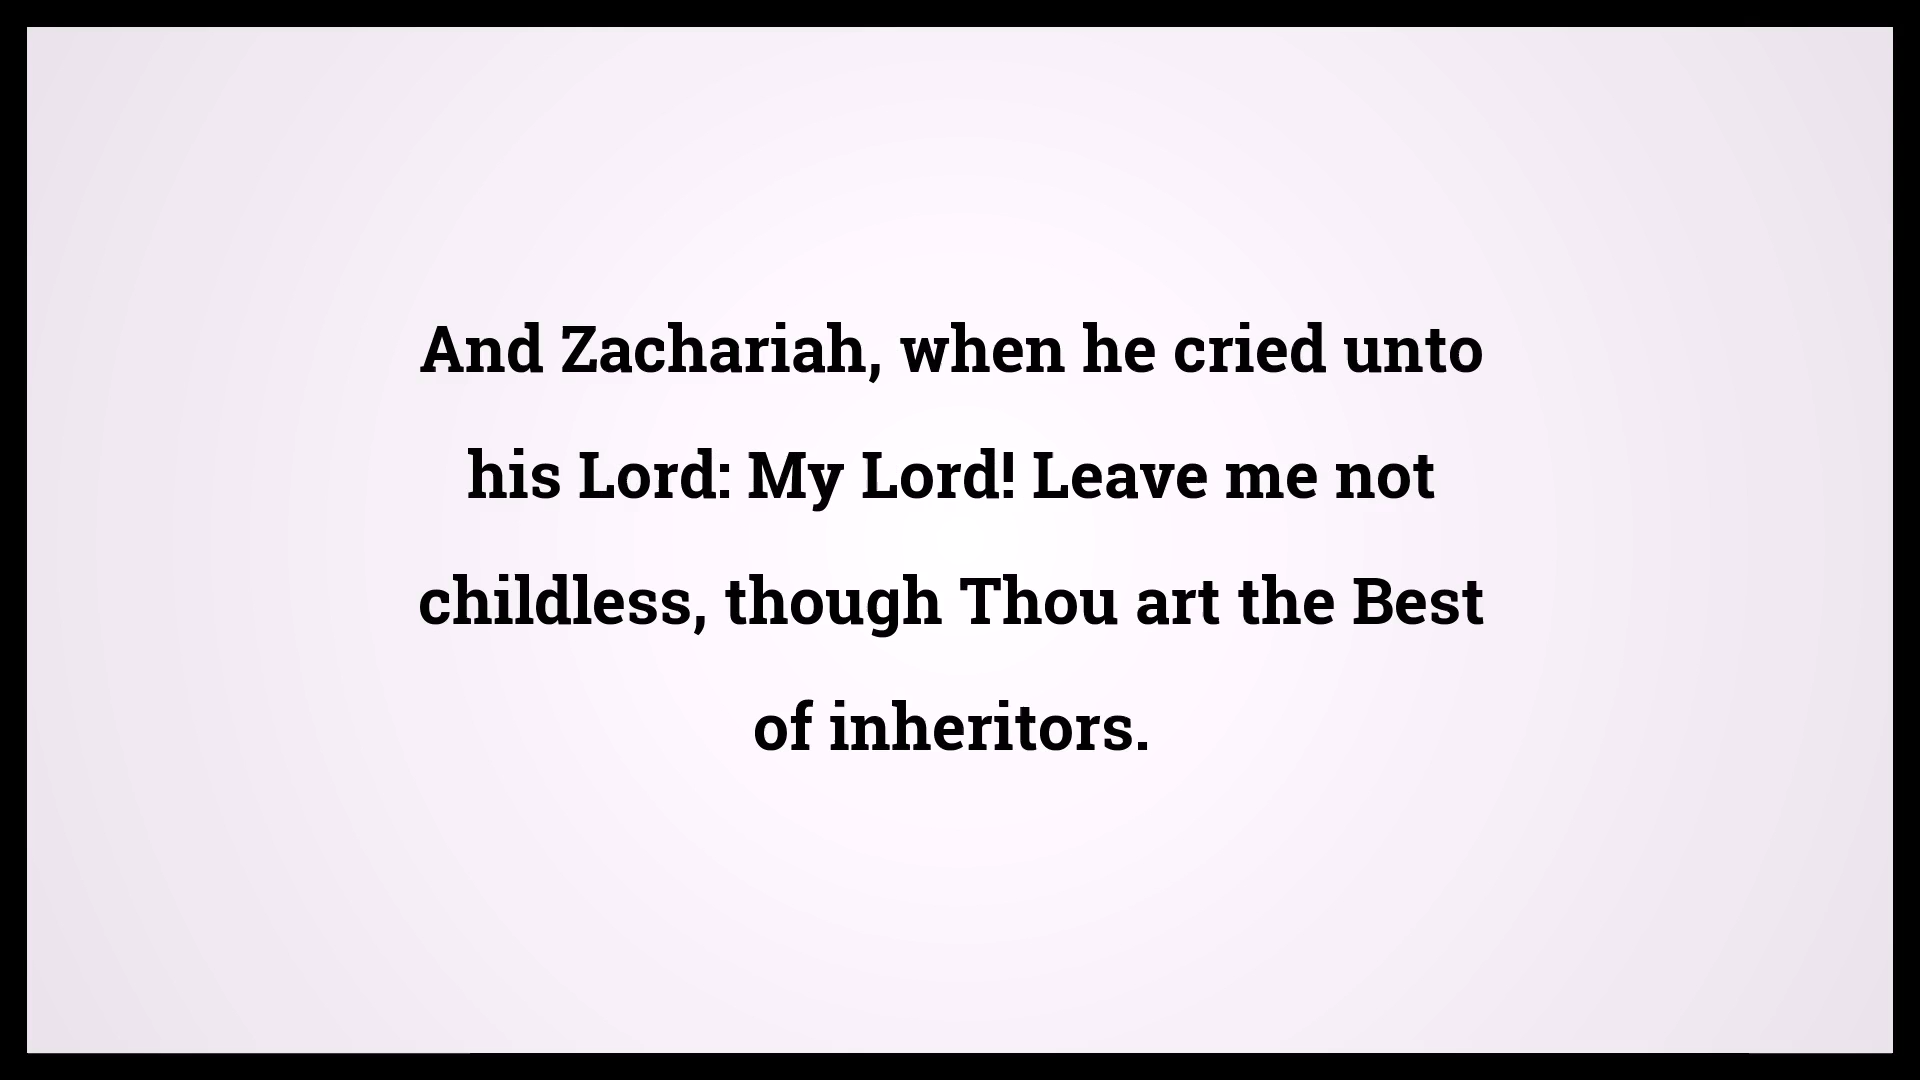 And Zachariah, when he cried unto
his Lord: My Lord! Leave me not
childless, though Thou art the Best
of inheritors.